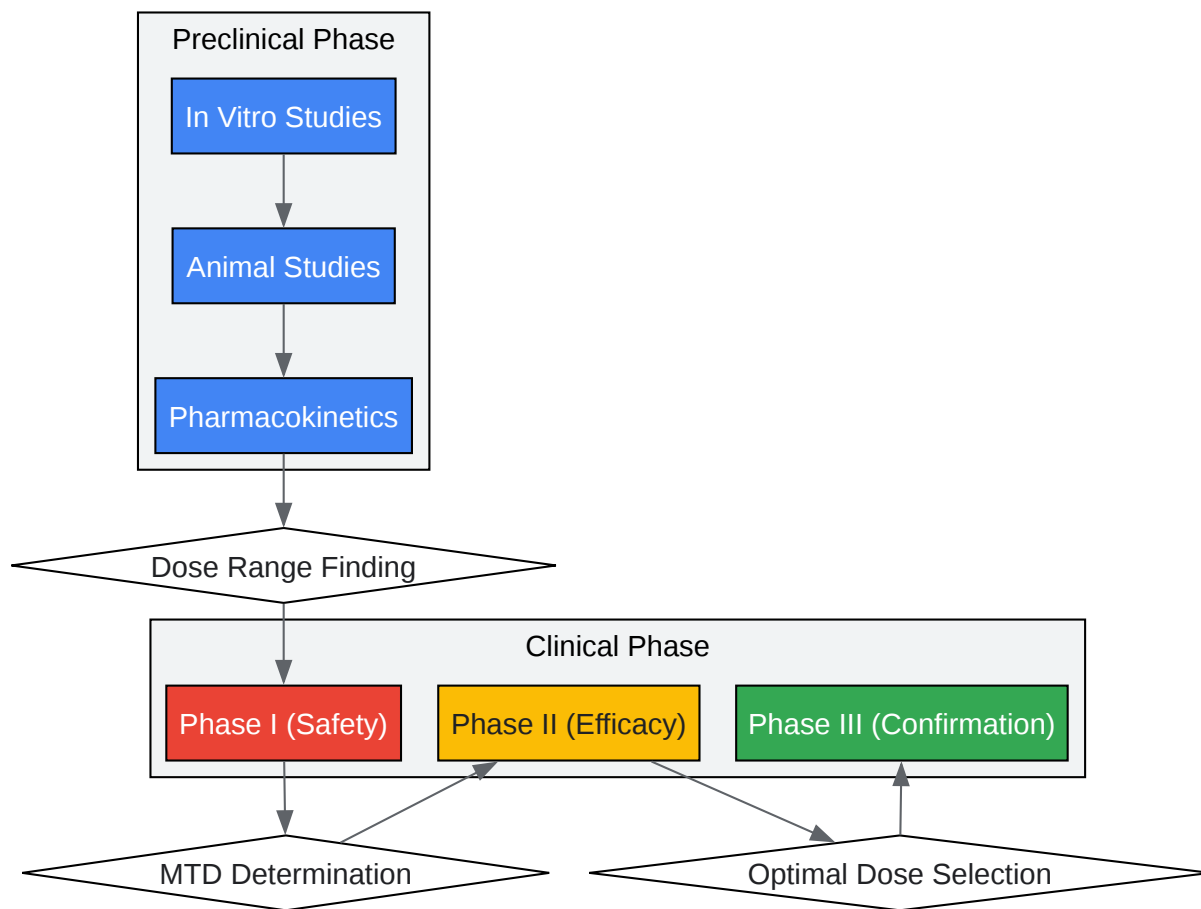 Preclinical Phase
In Vitro Studies
Animal Studies
Pharmacokinetics
Dose Range Finding
Clinical Phase
Phase I (Safety)
Phase II (Efficacy)
Phase III (Confirmation)
MTD Determination
Optimal Dose Selection